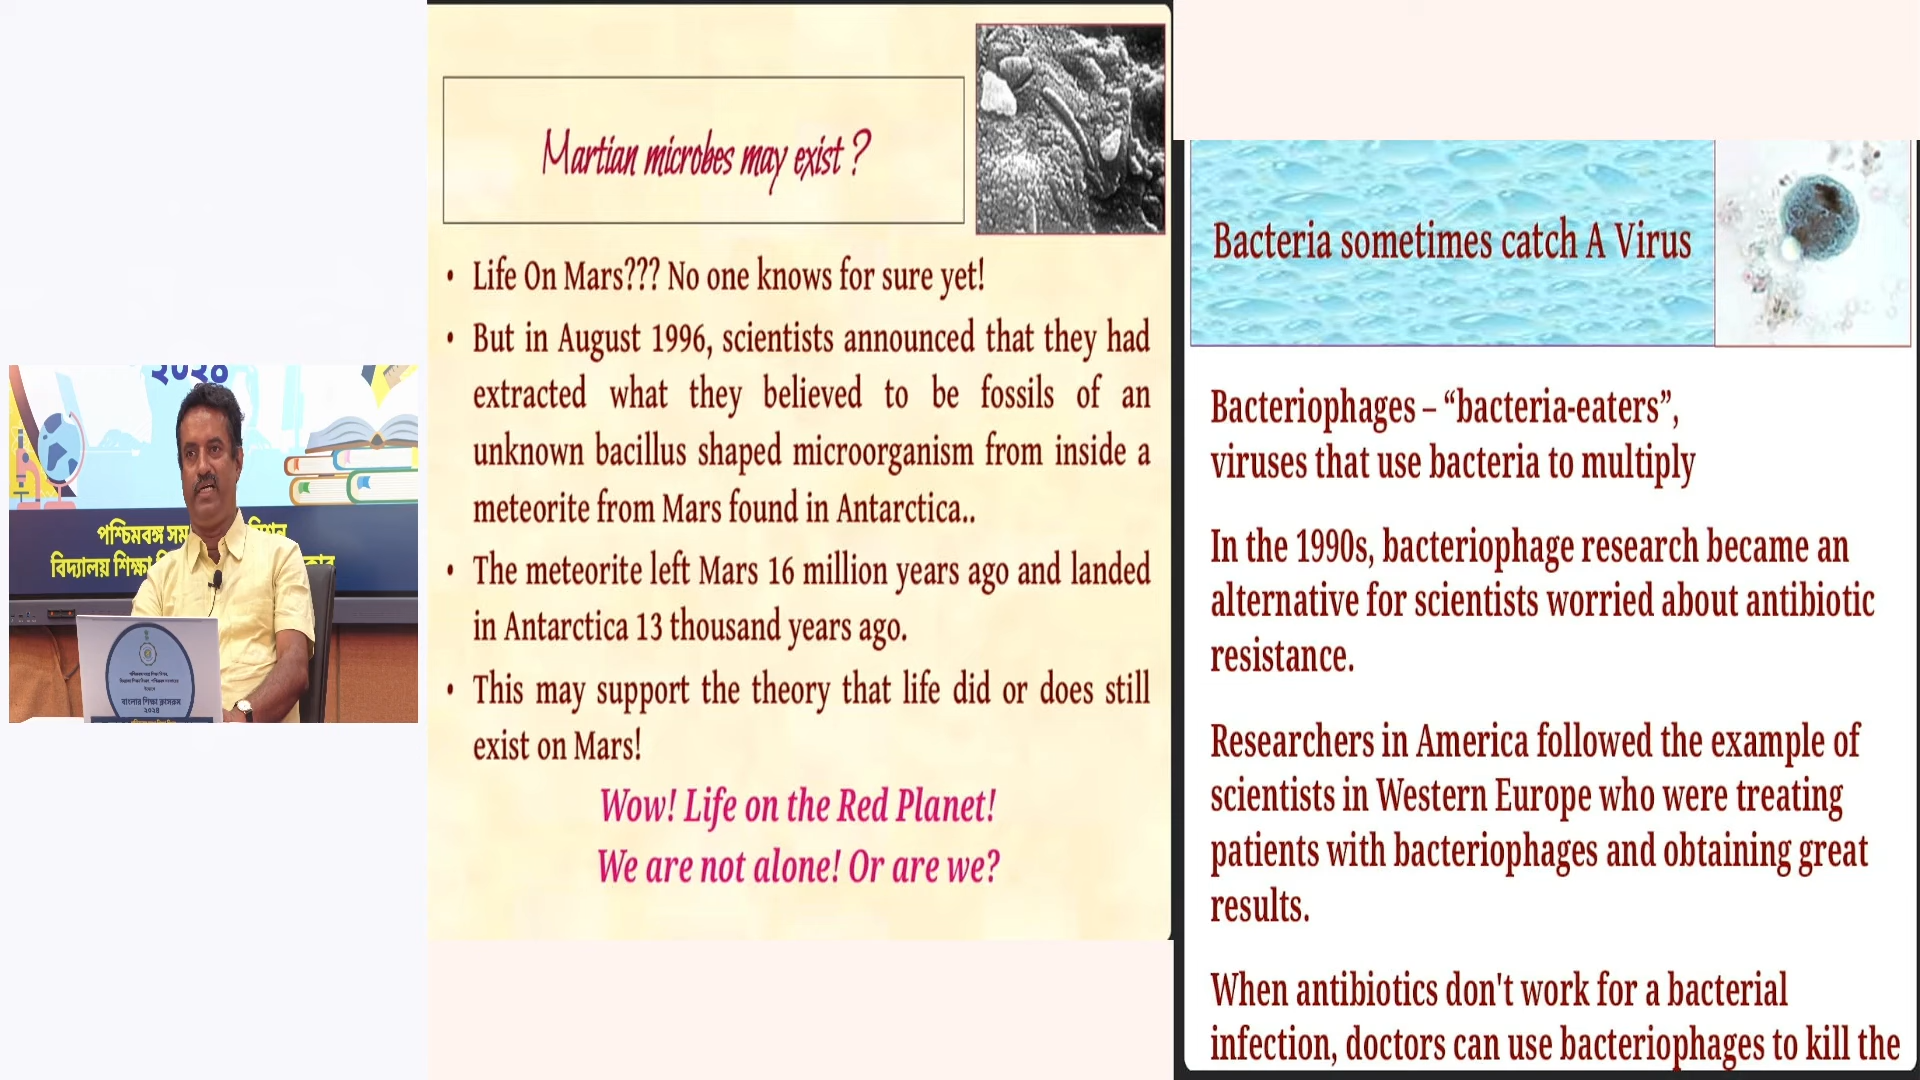 ২০২৪
পশ্চিমবঙ্গ
বিদ্যালয় শিক্ষা
বাংলার শিক্ষা ক্লাসরুম
২০২৪
Martian microbes may exist ?
• Life On Mars??? No one knows for sure yet!
• But in August 1996, scientists announced that they had
extracted what they believed to be fossils of an
unknown bacillus shaped microorganism from inside a
meteorite from Mars found in Antarctica..
• The meteorite left Mars 16 million years ago and landed
in Antarctica 13 thousand years ago.
• This may support the theory that life did or does still
exist on Mars!
Wow! Life on the Red Planet!
We are not alone! Or are we?
Bacteria sometimes catch A Virus
Bacteriophages – “bacteria-eaters”,
viruses that use bacteria to multiply
In the 1990s, bacteriophage research became an
alternative for scientists worried about antibiotic
resistance.
Researchers in America followed the example of
scientists in Western Europe who were treating
patients with bacteriophages and obtaining great
results.
When antibiotics don't work for a bacterial
infection, doctors can use bacteriophages to kill the